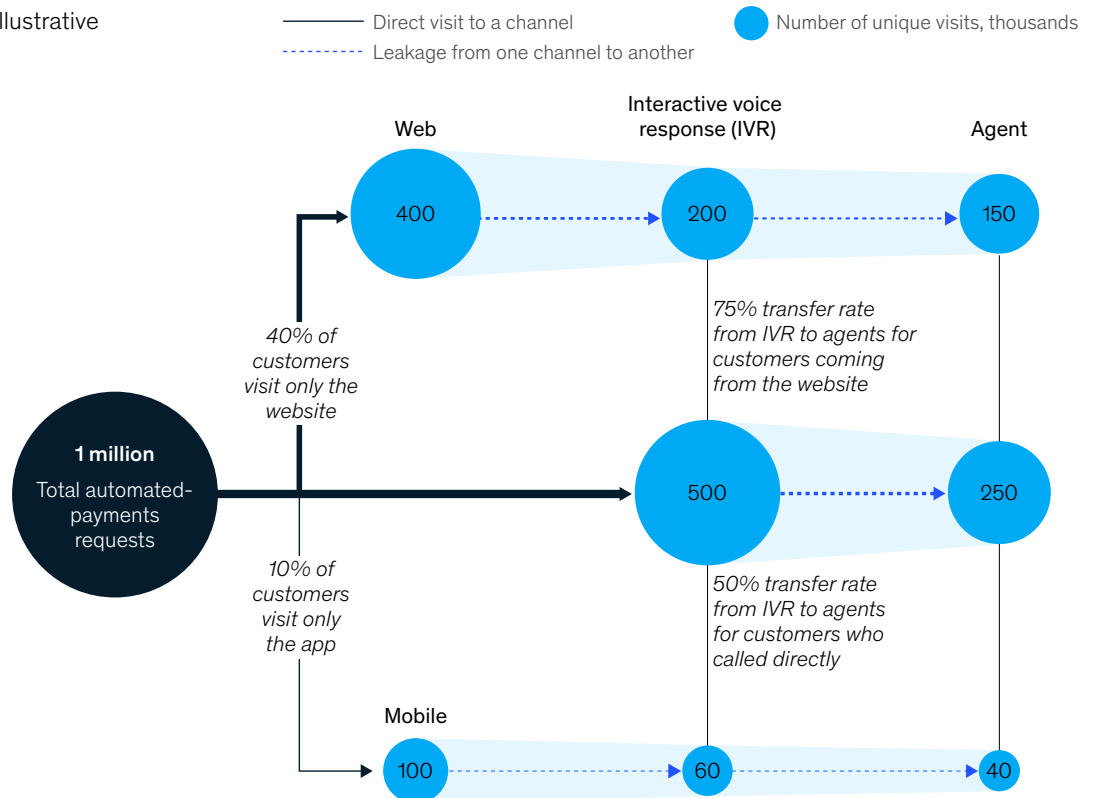 llustrative
Direct visit to a channel
Leakage from one channel to another
Number of unique visits, thousands
Web
Interactive voice
response (IVR)
Agent
400
200
150
40% of
customers
visit only the
website
75% transfer rate
from IVR to agents for
customers coming
from the website
1 million
Total automated-
payments
requests
500
250
10% of
customers
visit only
the app
50% transfer rate
from IVR to agents
for customers who
called directly
Mobile
100
60
40